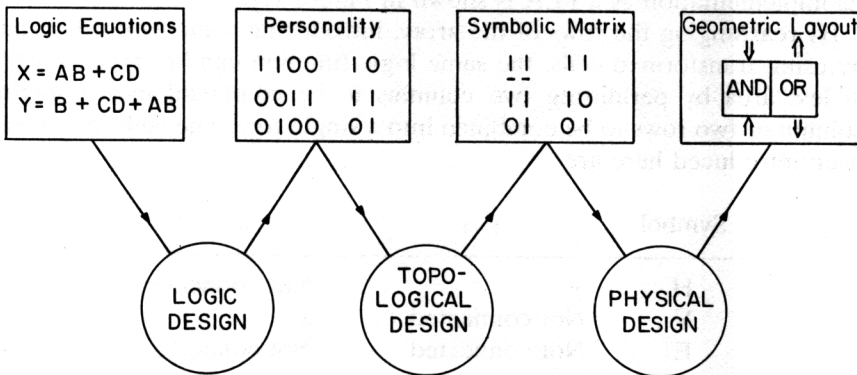 Logic Equations
X = AB + CD
Y= B + CD + AB
Personality
1100 10
0011 11
0100 01
Symbolic Matrix
11 11
--
11 10
01 01
Geometric Layout
⇓ ⇑
AND OR
⇑ ⇓
LOGIC
DESIGN
TOPO-
LOGICAL
DESIGN
PHYSICAL
DESIGN